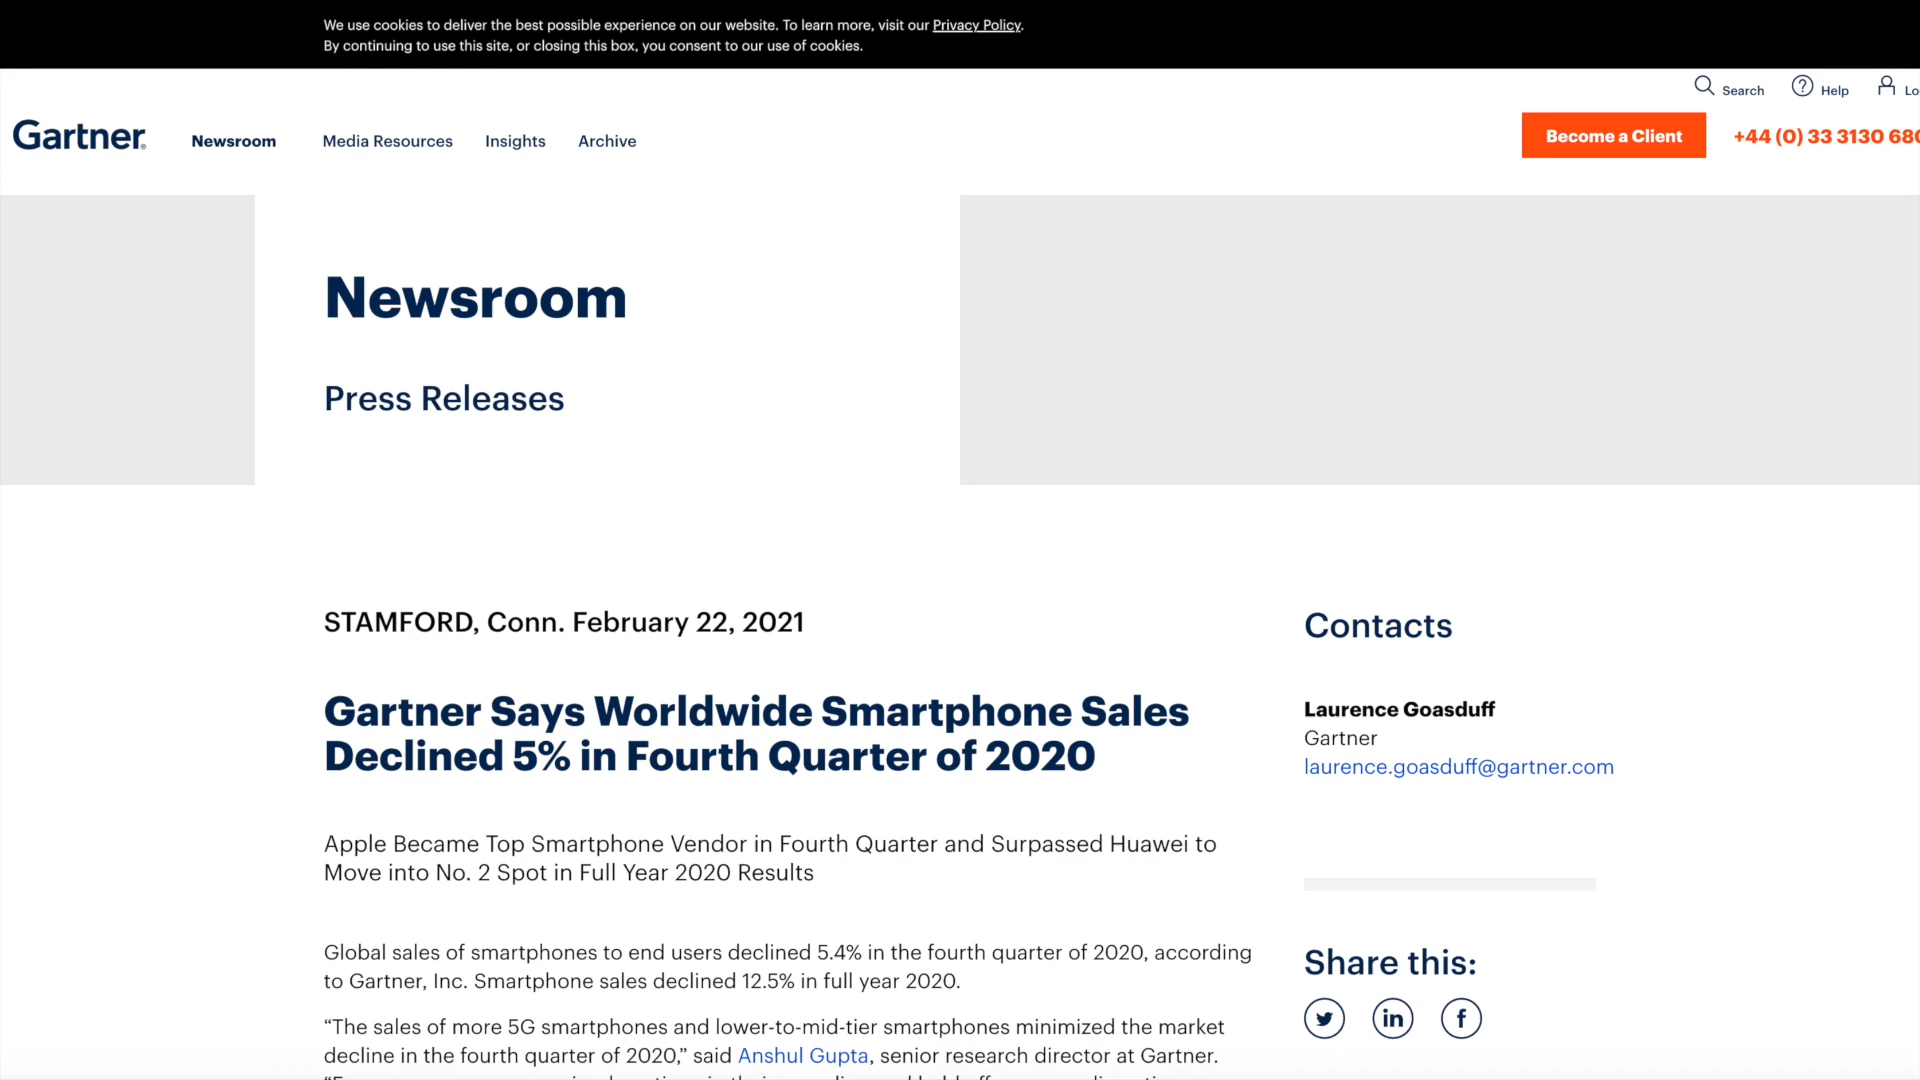 We use cookies to deliver the best possible experience on our website. To learn more, visit our Privacy Policy.
By continuing to use this site, or closing this box, you consent to our use of cookies.
Search
Help
Gartner
Newsroom
Media Resources
Insights
Archive
Become a Client
+44 (0) 33 3130 680
Newsroom
Press Releases
STAMFORD, Conn. February 22, 2021
Gartner Says Worldwide Smartphone Sales
Declined 5% in Fourth Quarter of 2020
Apple Became Top Smartphone Vendor in Fourth Quarter and Surpassed Huawei to
Move into No. 2 Spot in Full Year 2020 Results
Global sales of smartphones to end users declined 5.4% in the fourth quarter of 2020, according
to Gartner, Inc. Smartphone sales declined 12.5% in full year 2020.
“The sales of more 5G smartphones and lower-to-mid-tier smartphones minimized the market
decline in the fourth quarter of 2020,” said Anshul Gupta, senior research director at Gartner.
Contacts
Laurence Goasduff
Gartner
laurence.goasduff@gartner.com
Share this: